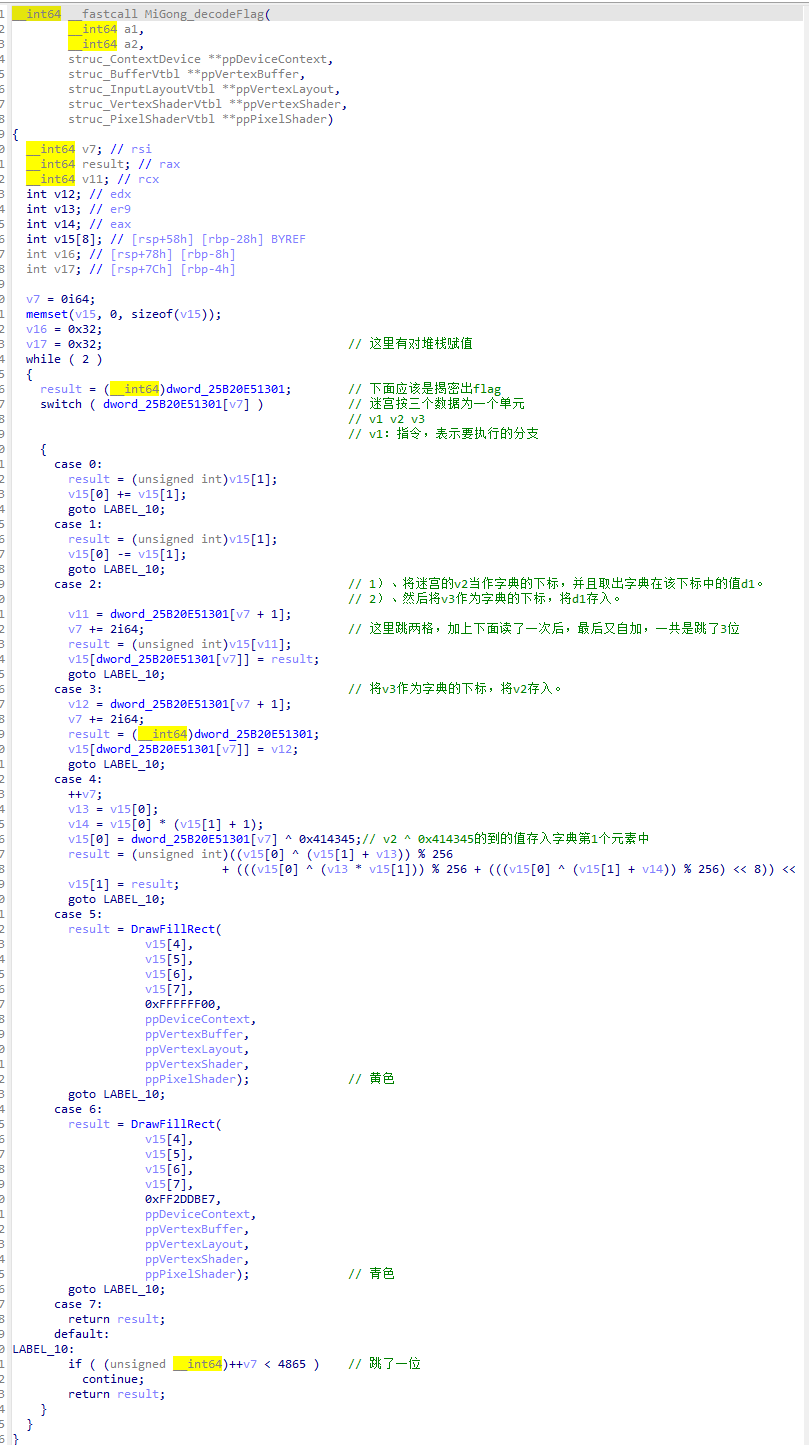 1 __int64 __fastcall MiGong_decodeFlag(
2 __int64 a1,
3 __int64 a2,
4 struc_ContextDevice **ppDeviceContext,
5 struc_BufferVtbl **ppVertexBuffer,
6 struc_InputLayoutVtbl **ppVertexLayout,
7 struc_VertexShaderVtbl **ppVertexShader,
8 struc_PixelShaderVtbl **ppPixelShader)
9 {
0 __int64 v7; // rsi
1 __int64 result; // rax
2 __int64 v11; // rcx
3 int v12; // edx
4 int v13; // er9
5 int v14; // eax
6 int v15[8]; // [rsp+58h] [rbp-28h] BYREF
7 int v16; // [rsp+78h] [rbp-8h]
8 int v17; // [rsp+7Ch] [rbp-4h]
9
0 v7 = 0i64;
1 memset(v15, 0, sizeof(v15));
2 v16 = 0x32;
3 v17 = 0x32; // 这里有对堆栈赋值
4 while ( 2 )
5 {
6 result = (__int64)dword_25B20E51301; // 下面应该是揭密出flag
7 switch ( dword_25B20E51301[v7] ) // 迷宫按三个数据为一个单元
8 // v1 v2 v3
9 // v1: 指令，表示要执行的分支
0 {
1 case 0:
2 result = (unsigned int)v15[1];
3 v15[0] += v15[1];
4 goto LABEL_10;
5 case 1:
6 result = (unsigned int)v15[1];
7 v15[0] -= v15[1];
8 goto LABEL_10;
9 case 2: // 1）、将迷宫的v2当作字典的下标，并且取出字典在该下标中的值d1。
0 // 2）、然后将v3作为字典的下标，将d1存入。
1 v11 = dword_25B20E51301[v7 + 1];
2 v7 += 2i64; // 这里跳两格，加上下面读了一次后，最后又自加，一共是跳了3位
3 result = (unsigned int)v15[v11];
4 v15[dword_25B20E51301[v7]] = result;
5 goto LABEL_10;
6 case 3: // 将v3作为字典的下标，将v2存入。
7 v12 = dword_25B20E51301[v7 + 1];
8 v7 += 2i64;
9 result = (__int64)dword_25B20E51301;
0 v15[dword_25B20E51301[v7]] = v12;
1 goto LABEL_10;
2 case 4:
3 ++v7;
4 v13 = v15[0];
5 v14 = v15[0] * (v15[1] + 1);
6 v15[0] = dword_25B20E51301[v7] ^ 0x414345;// v2 ^ 0x414345的到的值存入字典第1个元素中
7 result = (unsigned int)((v15[0] ^ (v15[1] + v13)) % 256
8 + (((v15[0] ^ (v13 * v15[1])) % 256 + (((v15[0] ^ (v15[1] + v14)) % 256) << 8)) <<
9 v15[1] = result;
0 goto LABEL_10;
1 case 5:
2 result = DrawFillRect(
3 v15[4],
4 v15[5],
5 v15[6],
6 v15[7],
7 0xFFFFFF00,
8 ppDeviceContext,
9 ppVertexBuffer,
0 ppVertexLayout,
1 ppVertexShader,
2 ppPixelShader); // 黄色
3 goto LABEL_10;
4 case 6:
5 result = DrawFillRect(
6 v15[4],
7 v15[5],
8 v15[6],
9 v15[7],
0 0xFF2DDBE7,
1 ppDeviceContext,
2 ppVertexBuffer,
3 ppVertexLayout,
4 ppVertexShader,
5 ppPixelShader); // 青色
6 goto LABEL_10;
7 case 7:
8 return result;
9 default:
0 LABEL_10:
1 if ( (unsigned __int64)++v7 < 4865 ) // 跳了一位
2 continue;
3 return result;
4 }
5 }
6 }